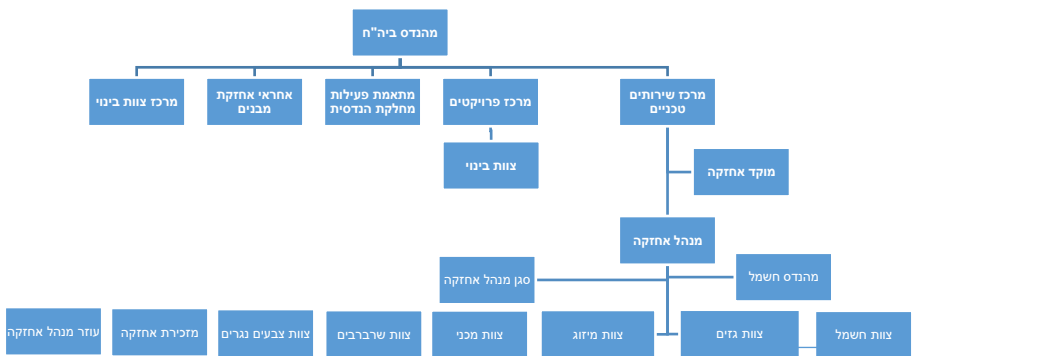 מהנדס ביה"ח
מרכז שירותים
טכניים
מרכז פרויקטים
מתאמת פעילות
מחלקת הנדסית
אחראי אחזקת
מבנים
מרכז צוות בינוי
צוות בינוי
מוקד אחזקה
מנהל אחזקה
מהנדס חשמל
סגן מנהל אחזקה
צוות חשמל
צוות גזים
צוות מיזוג
צוות מכני
צוות שרברבים
צוות צבעים נגרים
מזכירת אחזקה
עוזר מנהל אחזקה